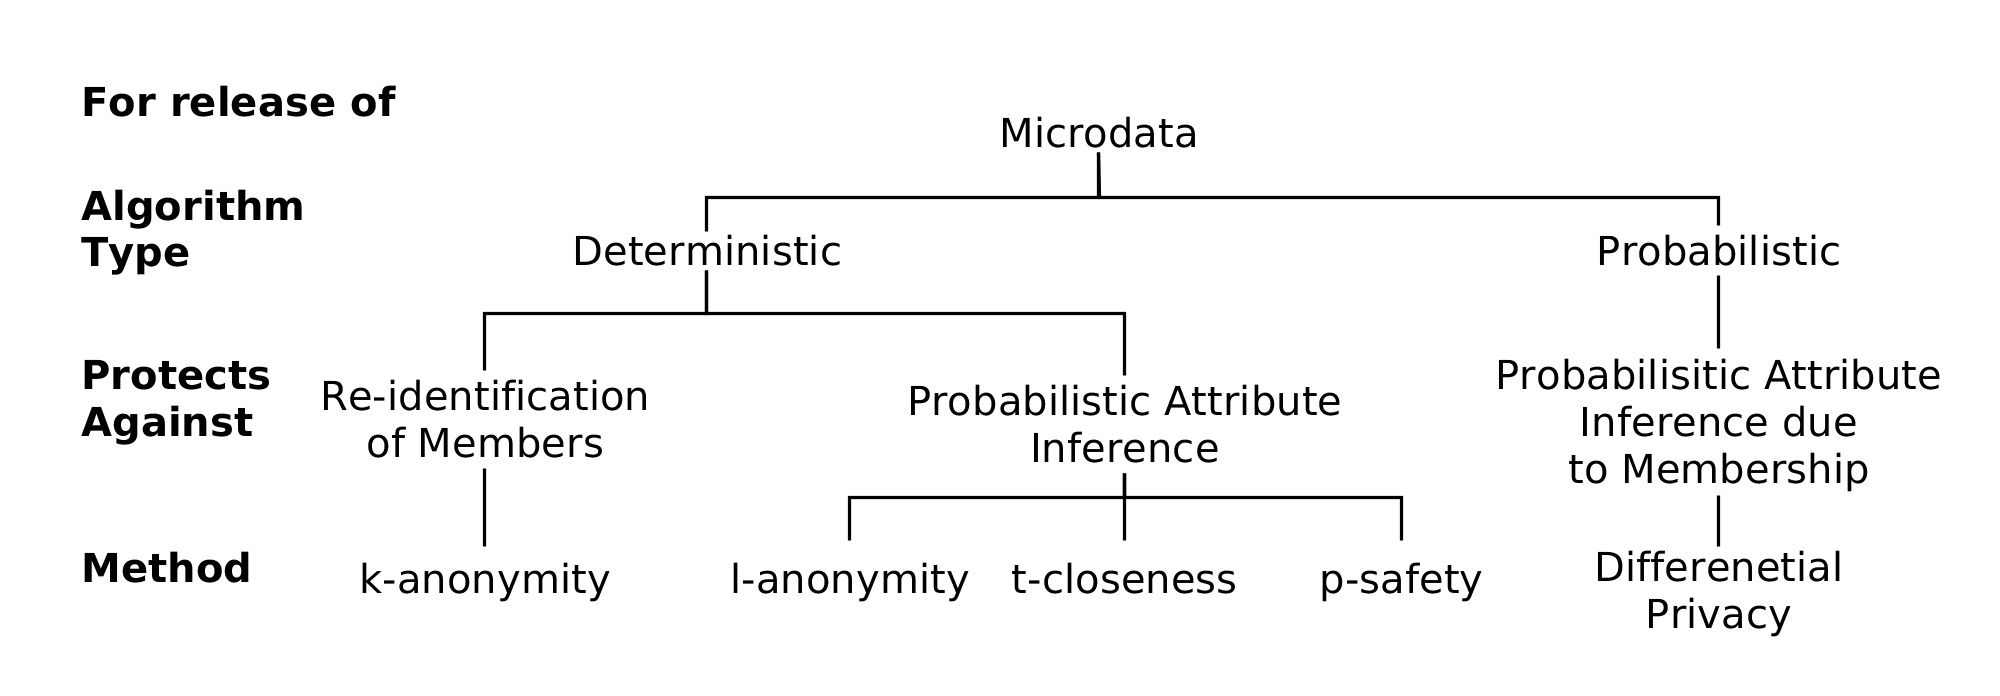 For release of
Microdata
Algorithm
Type
Deterministic
Probabilistic
Protects
Against
Re-identification
of Members
Probabilistic Attribute
Inference
Probabilisitic Attribute
Inference due
to Membership
Method
k-anonymity
l-anonymity
t-closeness
p-safety
Differenetial
Privacy